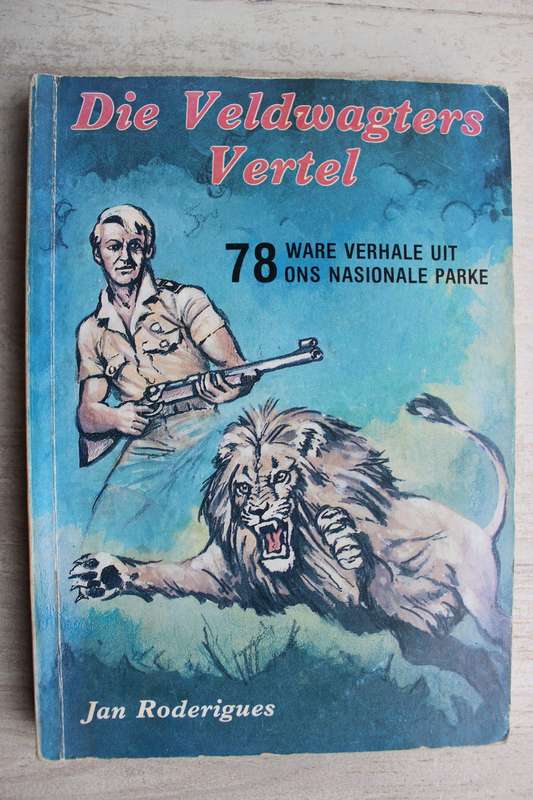 Die Veldwagters
Vertel
78 WARE VERHALE UIT
ONS NASIONALE PARKE
Jan Roderigues